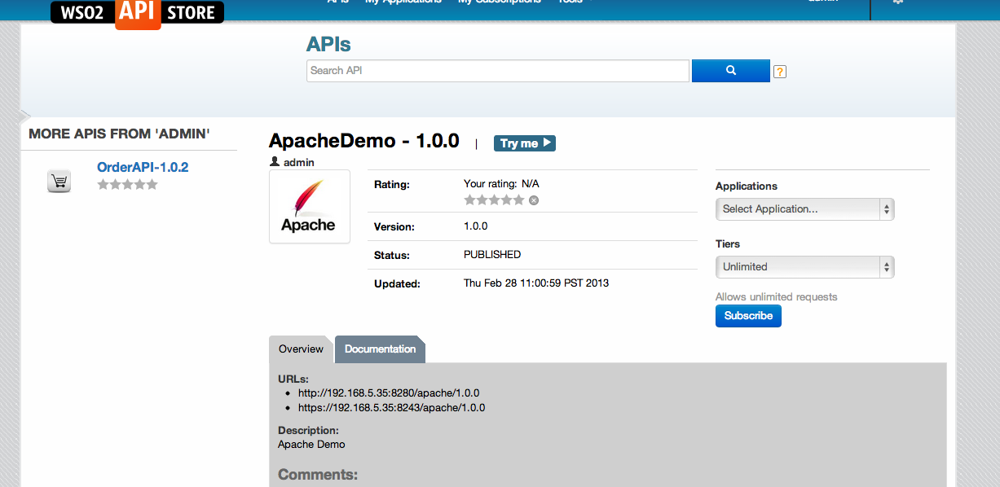 WSO2 API STORE
APIs My Applications My Subscriptions Tools
admin
APIs
Search API
?
MORE APIS FROM 'ADMIN'
OrderAPI-1.0.2
ApacheDemo - 1.0.0 | Try me
admin
Apache
Rating: Your rating: N/A
Version: 1.0.0
Status: PUBLISHED
Updated: Thu Feb 28 11:00:59 PST 2013
Applications
Select Application...
Tiers
Unlimited
Allows unlimited requests
Subscribe
Overview Documentation
URLs:
• http://192.168.5.35:8280/apache/1.0.0
• https://192.168.5.35:8243/apache/1.0.0
Description:
Apache Demo
Comments: